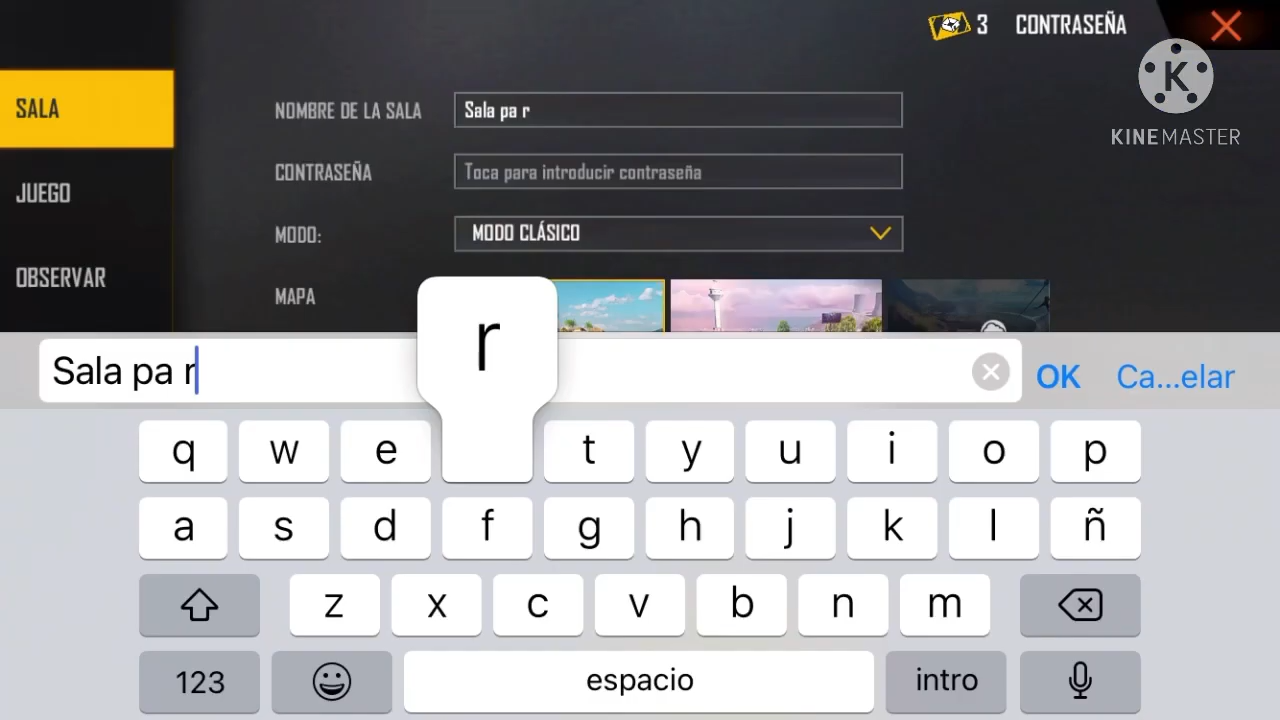 3 CONTRASEÑA
K
KINEMASTER
SALA
JUEGO
OBSERVAR
NOMBRE DE LA SALA Sala pa r
CONTRASEÑA Toca para introducir contraseña
MODO: MODO CLÁSICO
MAPA
r
Sala pa r OK Ca...elar
q w e t y u i o p
a s d f g h j k l ñ
z x c v b n m
123 espacio intro